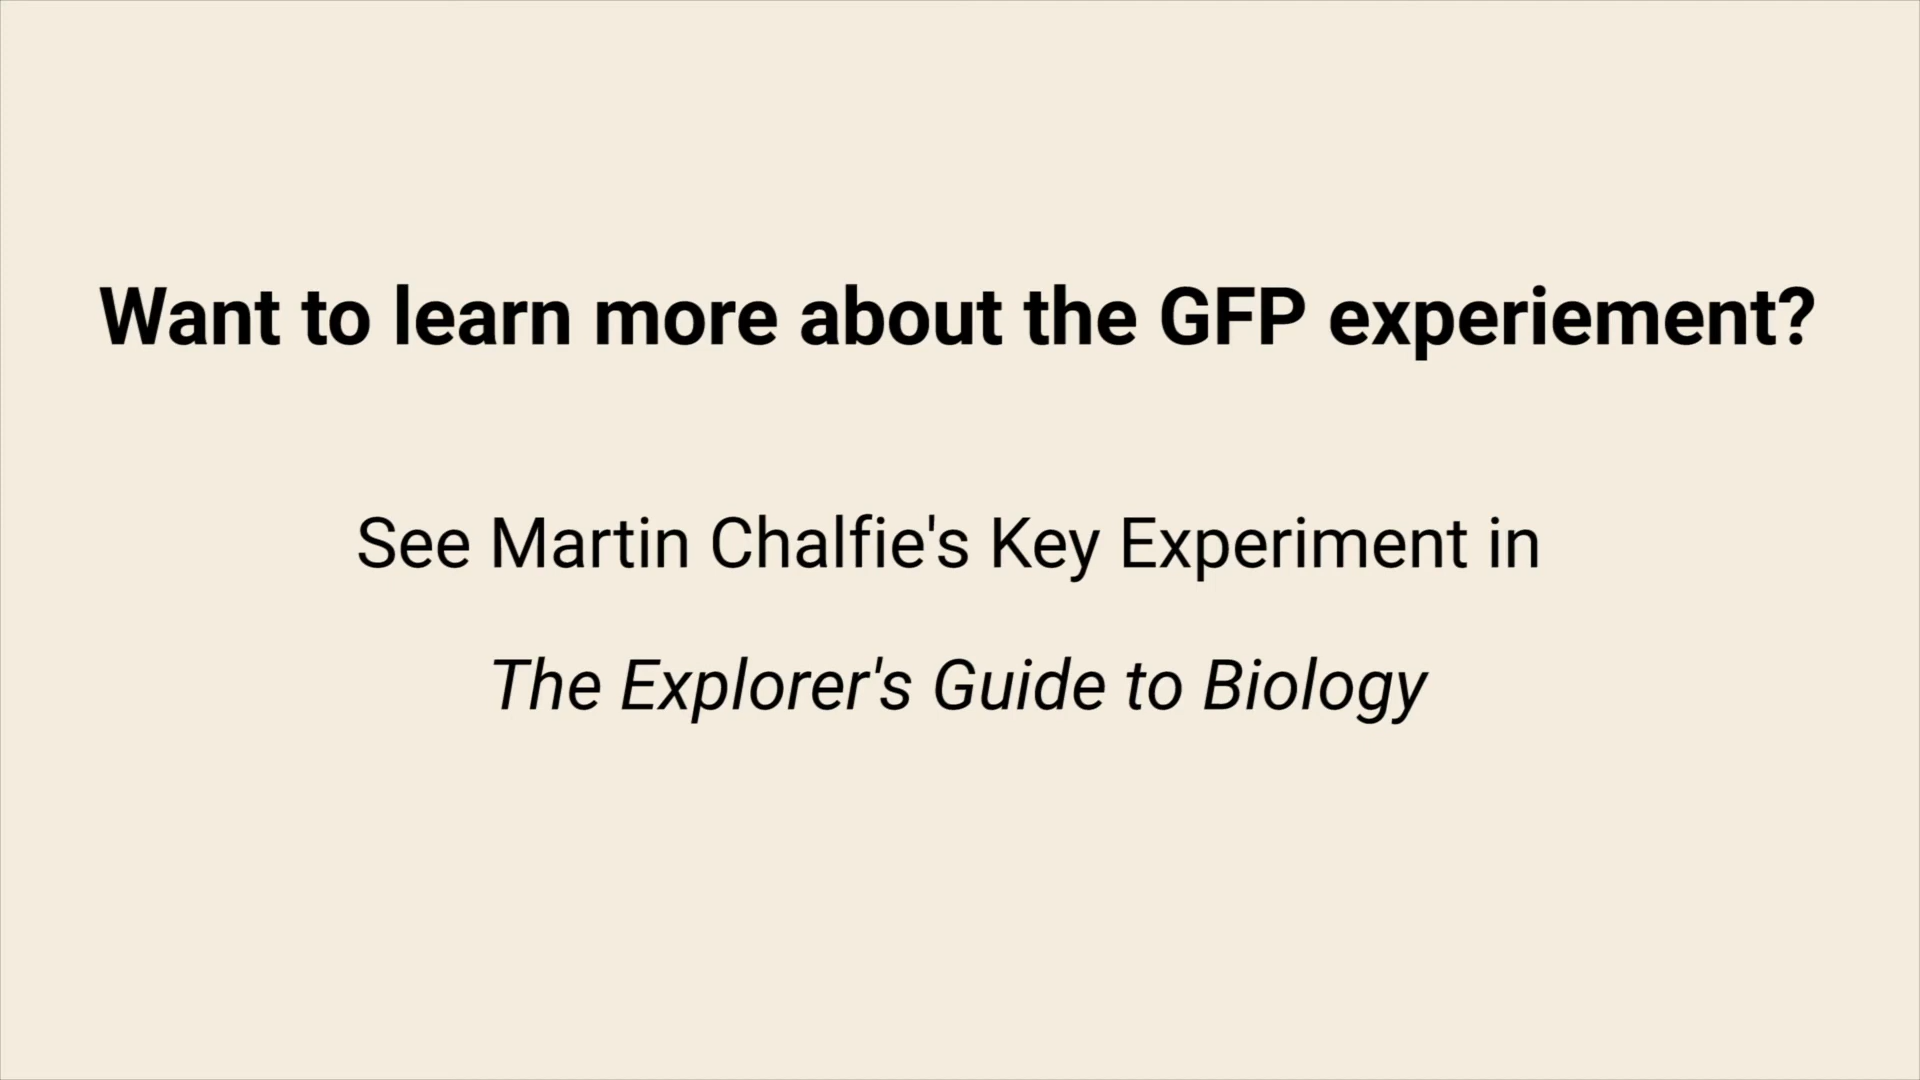 Want to learn more about the GFP experiement?
See Martin Chalfie's Key Experiment in
The Explorer's Guide to Biology